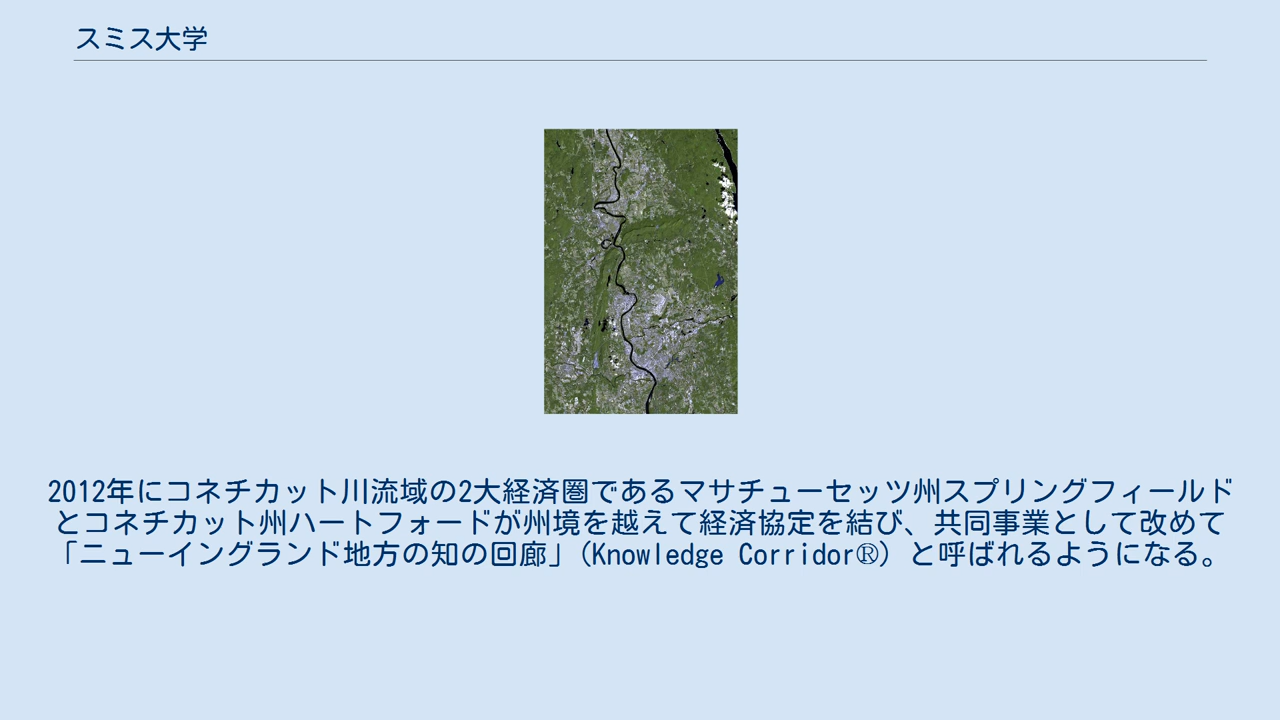 スミス大学
2012年にコネチカット川流域の2大経済圏であるマサチューセッツ州スプリングフィールド
とコネチカット州ハートフォードが州境を越えて経済協定を結び、共同事業として改めて
「ニューイングランド地方の知の回廊」(Knowledge Corridor®) と呼ばれるようになる。